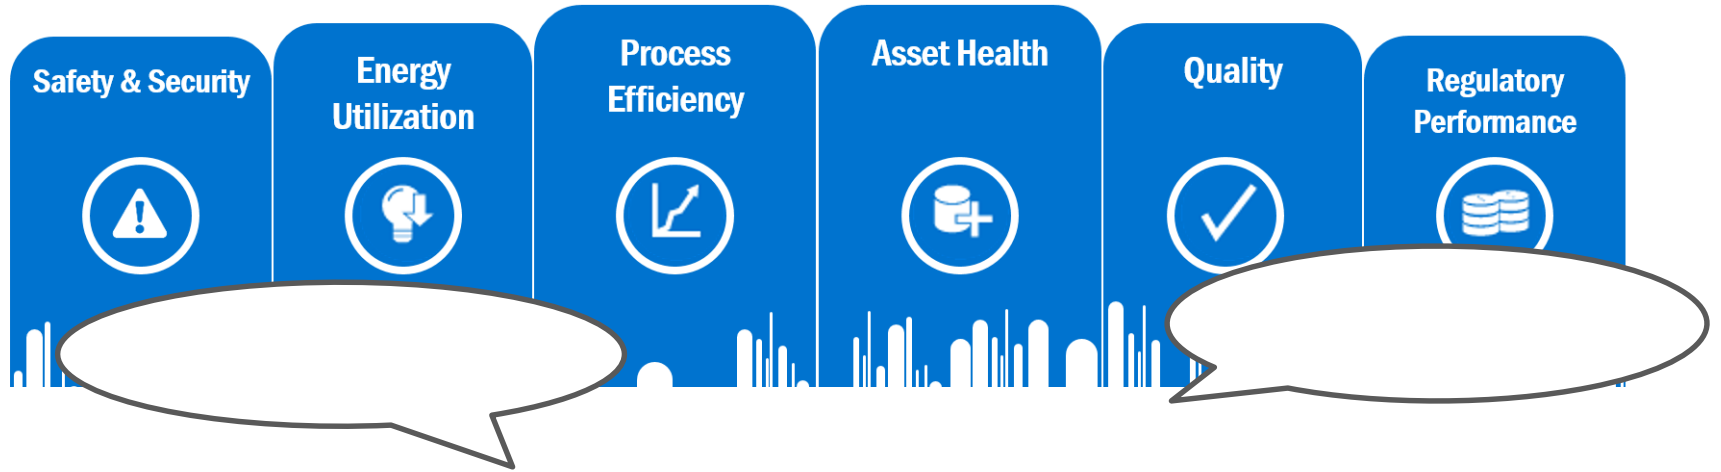 Safety & Security
Energy
Utilization
Process
Efficiency
Asset Health
Quality
Regulatory
Performance